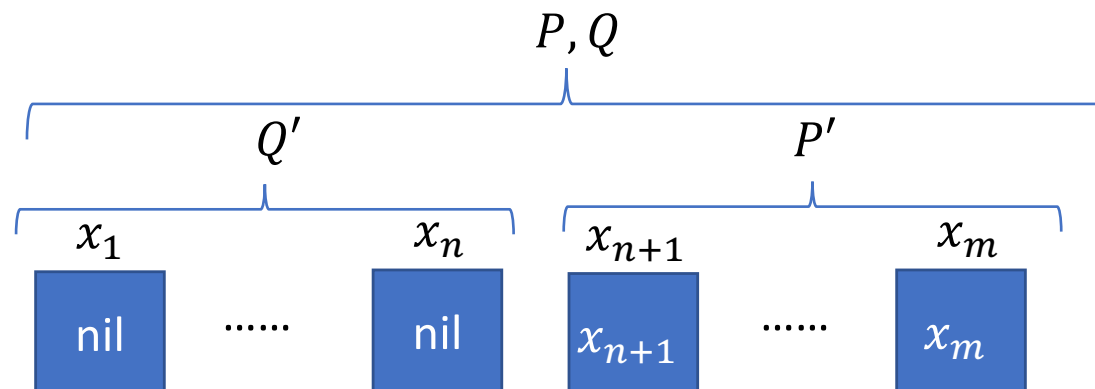 P, Q
Q′ P′
x₁ xₙ xₙ₊₁ xₘ
nil ...... nil xₙ₊₁ ...... xₘ